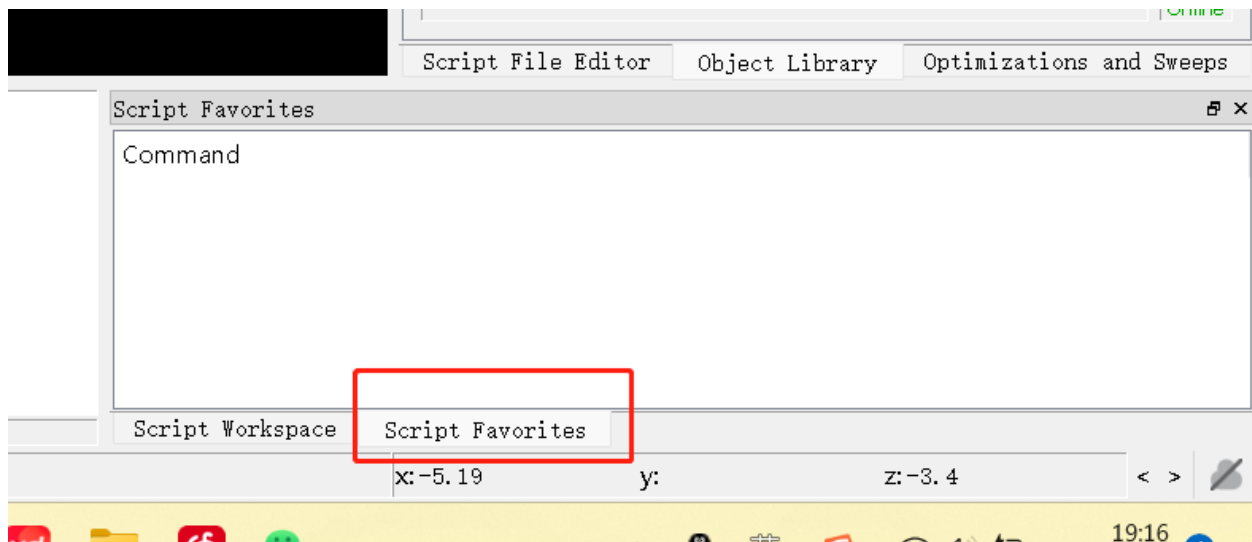 Script File Editor Object Library Optimizations and Sweeps
Script Favorites
Command
Script Workspace Script Favorites
x:-5.19 y: z:-3.4 < >
19:16